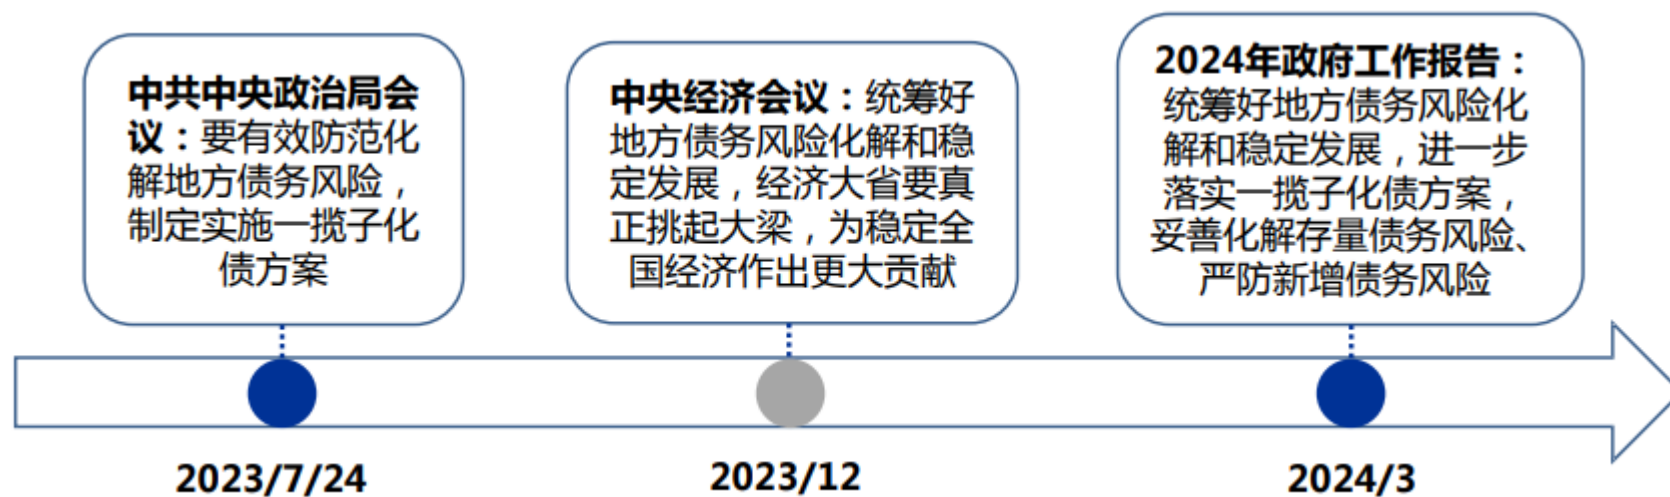 中共中央政治局会
议：要有效防范化
解地方债务风险，
制定实施一揽子化
债方案
中央经济会议：统筹好
地方债务风险化解和稳
定发展，经济大省要真
正挑起大梁，为稳定全
国经济作出更大贡献
2024年政府工作报告：
统筹好地方债务风险化
解和稳定发展，进一步
落实一揽子化债方案，
妥善化解存量债务风险、
严防新增债务风险
2023/7/24
2023/12
2024/3